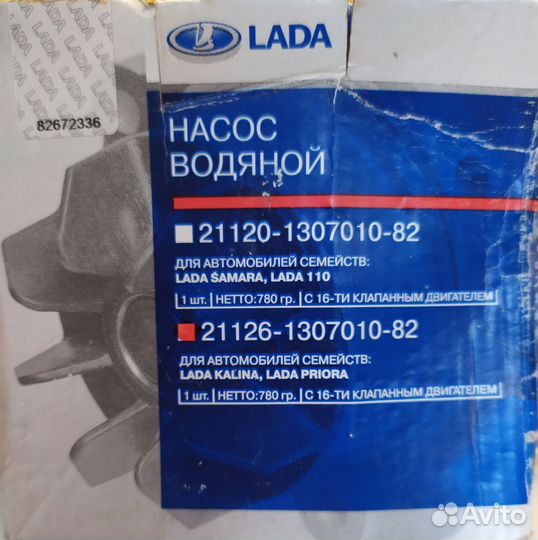 LADA
82672336
НАСОС
ВОДЯНОЙ
21120-1307010-82
ДЛЯ АВТОМОБИЛЕЙ СЕМЕЙСТВ:
LADA SAMARA, LADA 110
1 шт. НЕТТО:780 гр. С 16-ТИ КЛАПАННЫМ ДВИГАТЕЛЕМ
21126-1307010-82
ДЛЯ АВТОМОБИЛЕЙ СЕМЕЙСТВ:
LADA KALINA, LADA PRIORA
1 шт. НЕТТО:780 гр. С 16-ТИ КЛАПАННЫМ ДВИГАТЕЛЕМ
Avito